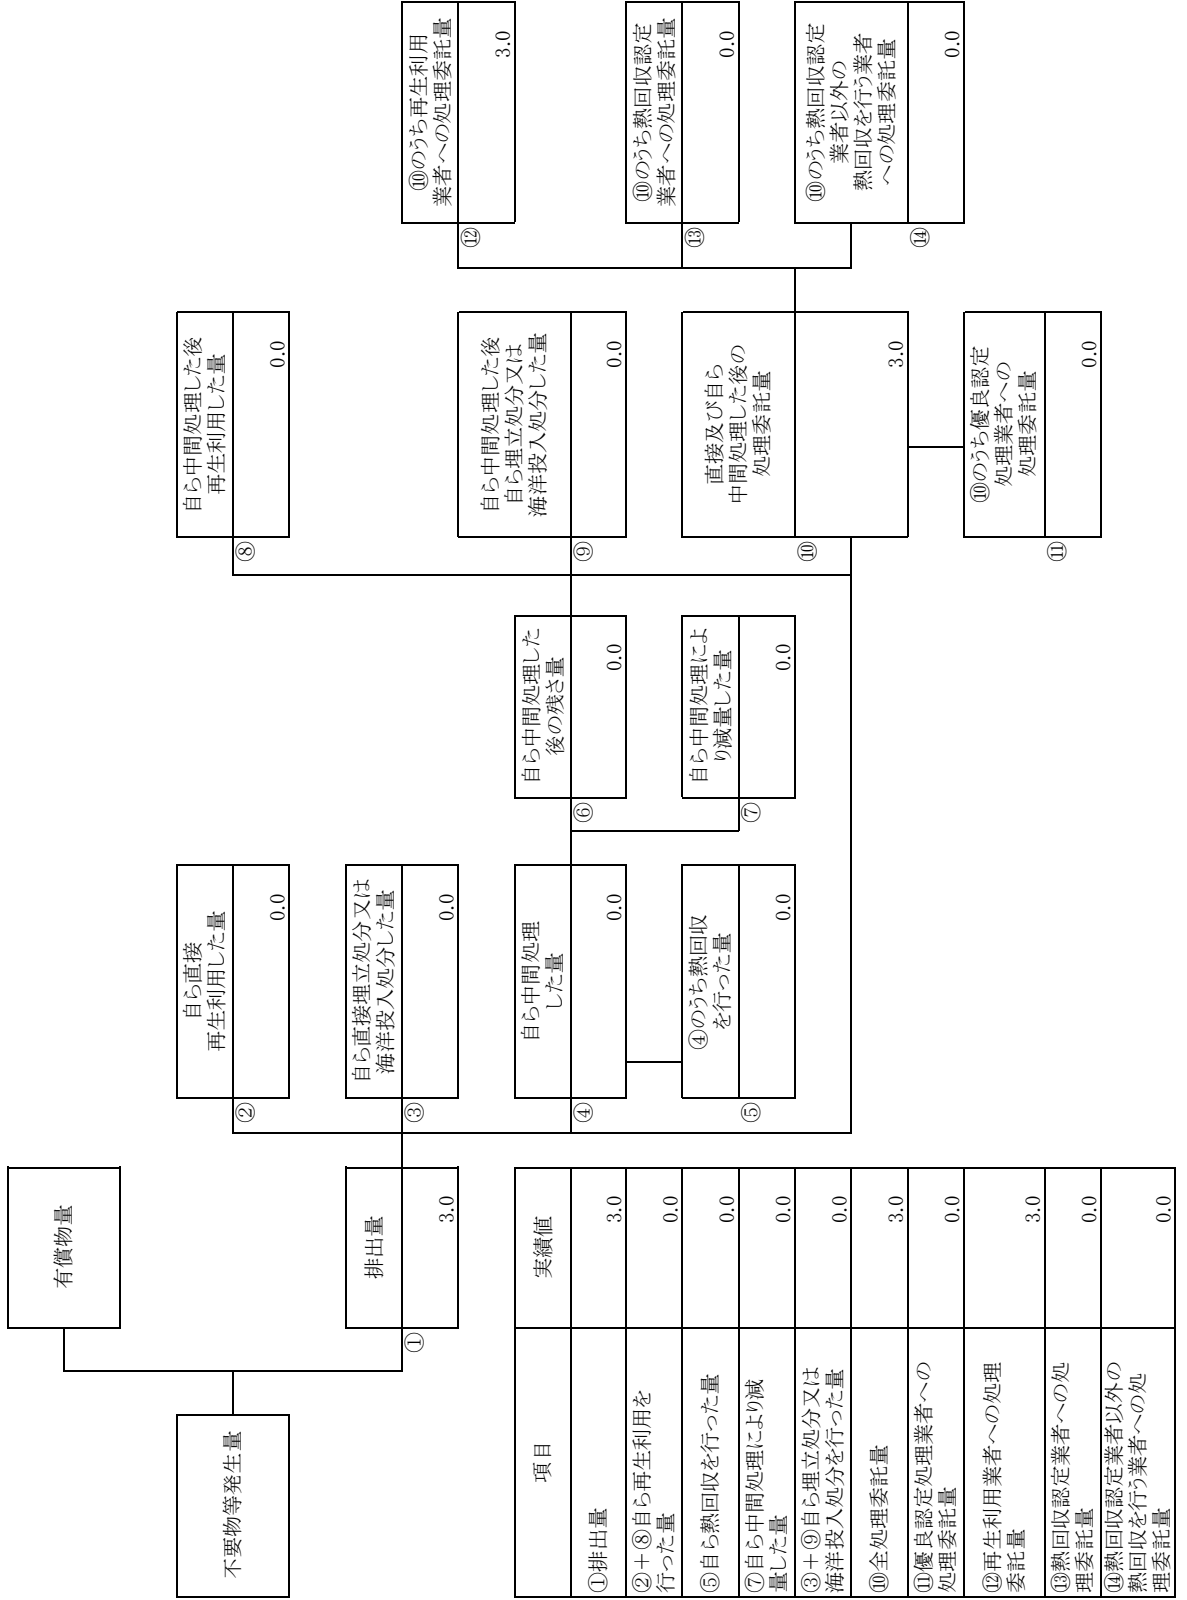 有償物量
不要物等発生量
排出量
3.0
①
自ら直接
再生利用した量
0.0
②
自ら直接埋立処分又は
海洋投入処分した量
0.0
③
自ら中間処理
した量
0.0
④
④のうち熱回収
を行った量
0.0
⑤
自ら中間処理した
後の残さ量
0.0
⑥
自ら中間処理によ
り減量した量
0.0
⑦
自ら中間処理した後
再生利用した量
0.0
⑧
自ら中間処理した後
自ら埋立処分又は
海洋投入処分した量
0.0
⑨
直接及び自ら
中間処理した後の
処理委託量
3.0
⑩
⑩のうち優良認定
処理業者への
処理委託量
0.0
⑪
⑩のうち再生利用
業者への処理委託量
3.0
⑫
⑩のうち熱回収認定
業者への処理委託量
0.0
⑬
⑩のうち熱回収認定
業者以外の
熱回収を行う業者
への処理委託量
0.0
⑭
項目 実績値
①排出量 3.0
②＋⑧自ら再生利用を
行った量 0.0
⑤自ら熱回収を行った量 0.0
⑦自ら中間処理により減
量した量 0.0
③＋⑨自ら埋立処分又は
海洋投入処分を行った量 0.0
⑩全処理委託量 3.0
⑪優良認定処理業者への
処理委託量 0.0
⑫再生利用業者への処理
委託量 3.0
⑬熱回収認定業者への処
理委託量 0.0
⑭熱回収認定業者以外の
熱回収を行う業者への処
理委託量 0.0